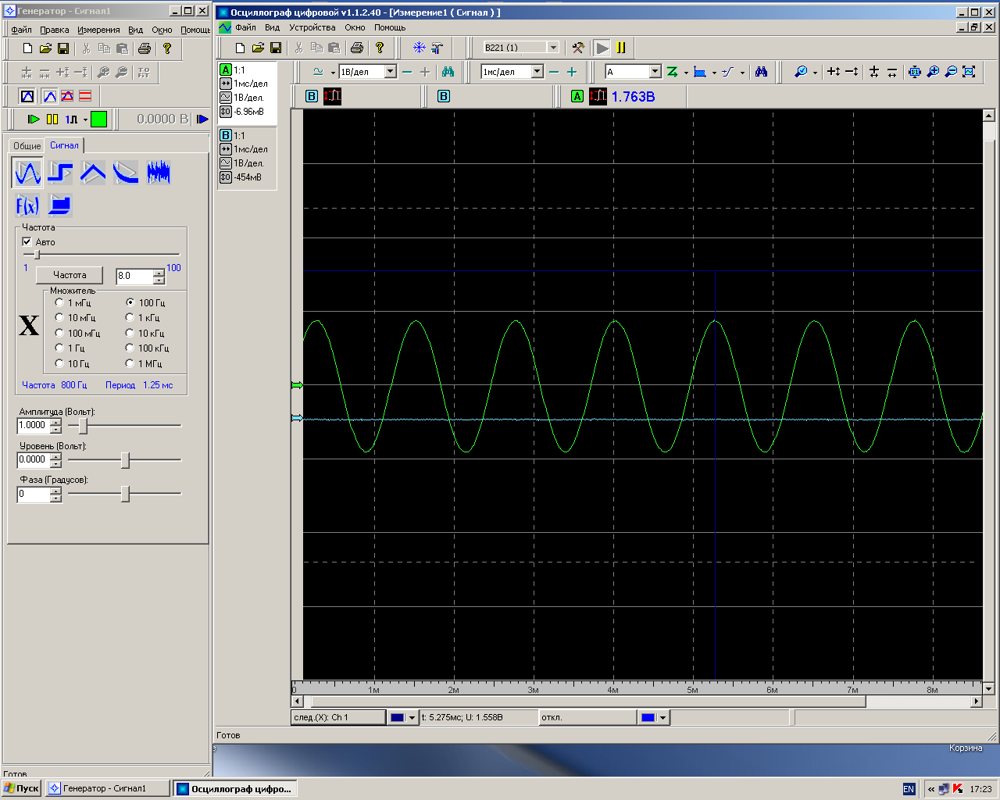 Генератор - Сигнал1
Файл Правка Измерения Вид Окно Помощь
0.0000 В
Общие Сигнал
F(x)
Частота
Авто
1 100
Частота 8.0
Множитель
X
1 мГц 100 Гц
10 мГц 1 кГц
100 мГц 10 кГц
1 Гц 100 кГц
10 Гц 1 МГц
Частота 800 Гц Период 1.25 мс
Амплитуда (Вольт):
1.0000
Уровень (Вольт):
0.0000
Фаза (Градусов):
0
Готов
Осциллограф цифровой v1.1.2.40 - [Измерение1 ( Сигнал ) ]
Файл Вид Устройства Окно Помощь
B221 (1)
A 1:1
1мс/дел
1В/дел.
-6.96мВ
B 1:1
1мс/дел
1В/дел.
-454мВ
1В/дел 1мс/дел A
B B A 1.763В
0 1м 2м 3м 4м 5м 6м 7м 8м
след.(X): Ch 1 t: 5.275мс; U: 1.558В откл.
Готов
Корзина
Пуск Генератор - Сигнал1 Осциллограф цифро... EN « 17:23